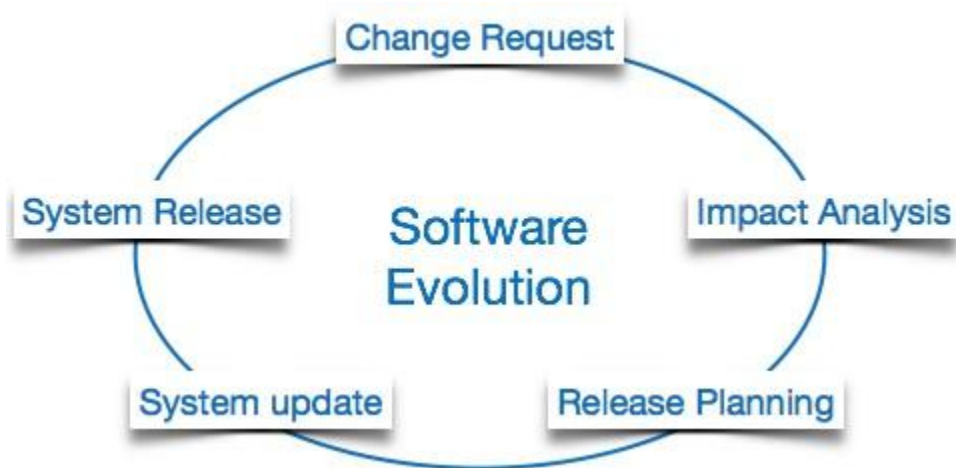 Change Request
System Release
Impact Analysis
Software
Evolution
System update
Release Planning